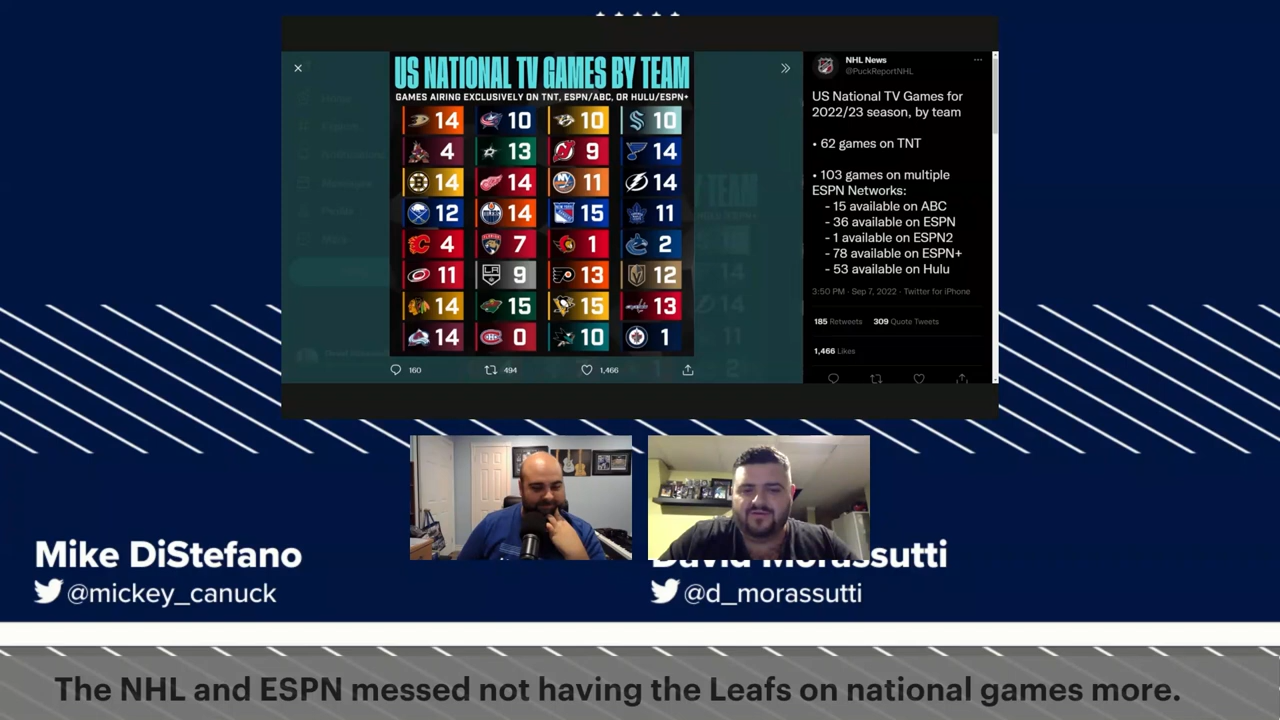 US NATIONAL TV GAMES BY TEAM
GAMES AIRING EXCLUSIVELY ON TNT, ESPN/ABC, OR HULU/ESPN+
14 10 10 10
4 13 9 14
14 14 11 14
12 14 15 11
4 7 1 2
11 9 13 12
14 15 15 13
14 0 10 1
160 494 1,466
NHL News
@PuckReportNHL
US National TV Games for
2022/23 season, by team
• 62 games on TNT
• 103 games on multiple
ESPN Networks:
- 15 available on ABC
- 36 available on ESPN
- 1 available on ESPN2
- 78 available on ESPN+
- 53 available on Hulu
3:50 PM · Sep 7, 2022 · Twitter for iPhone
185 Retweets 309 Quote Tweets
1,466 Likes
Mike DiStefano
@mickey_canuck
David Morassutti
@d_morassutti
The NHL and ESPN messed not having the Leafs on national games more.